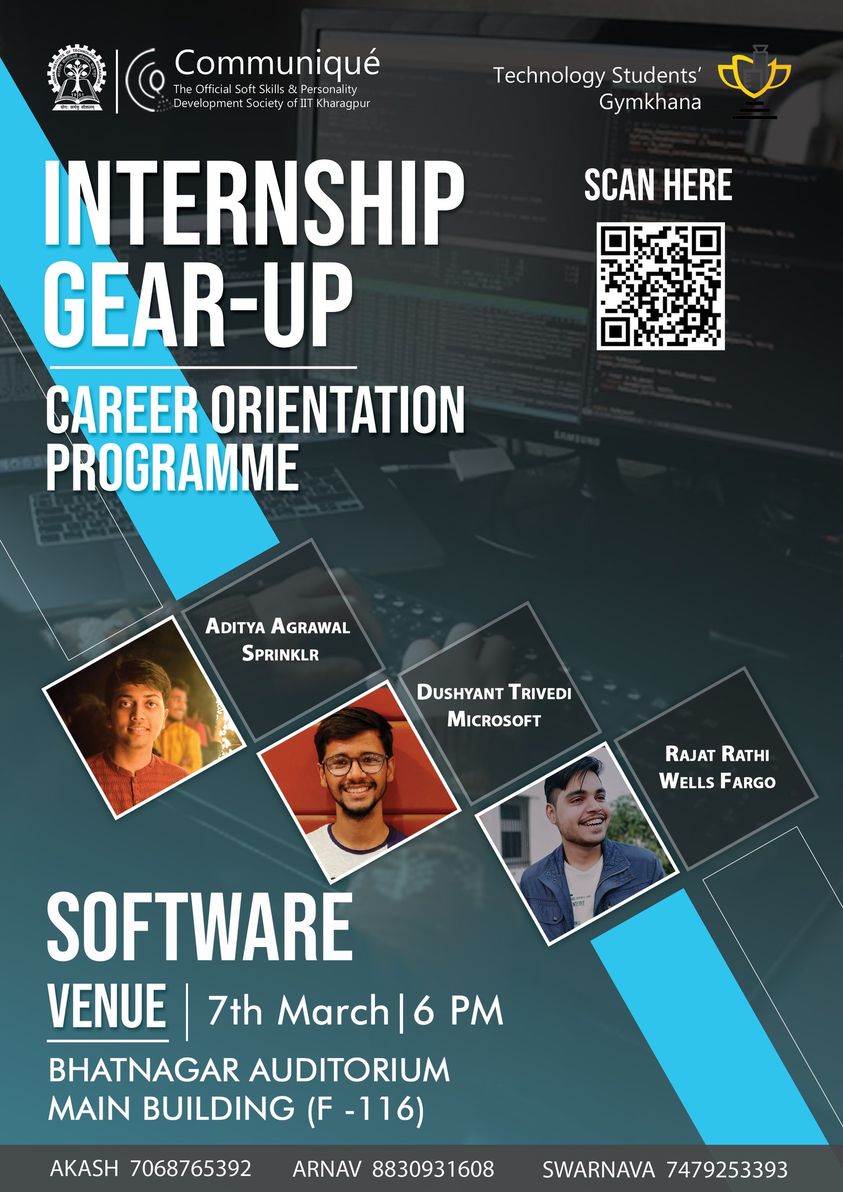 Communiqué
The Official Soft Skills & Personality
Development Society of IIT Kharagpur
Technology Students'
Gymkhana
INTERNSHIP
GEAR-UP
SCAN HERE
CAREER ORIENTATION
PROGRAMME
ADITYA AGRAWAL
SPRINKLR
DUSHYANT TRIVEDI
MICROSOFT
RAJAT RATHI
WELLS FARGO
SOFTWARE
VENUE | 7th March|6 PM
BHATNAGAR AUDITORIUM
MAIN BUILDING (F -116)
AKASH 7068765392 ARNAV 8830931608 SWARNAVA 7479253393